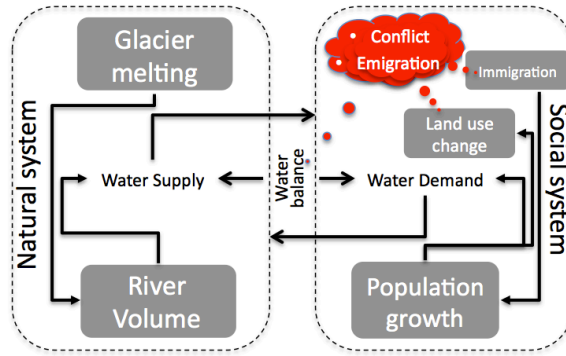 Glacier
melting
Natural system
Water Supply
River
Volume
Water
balance
• Conflict
• Emigration
Immigration
Land use
change
Water Demand
Population
growth
Social system